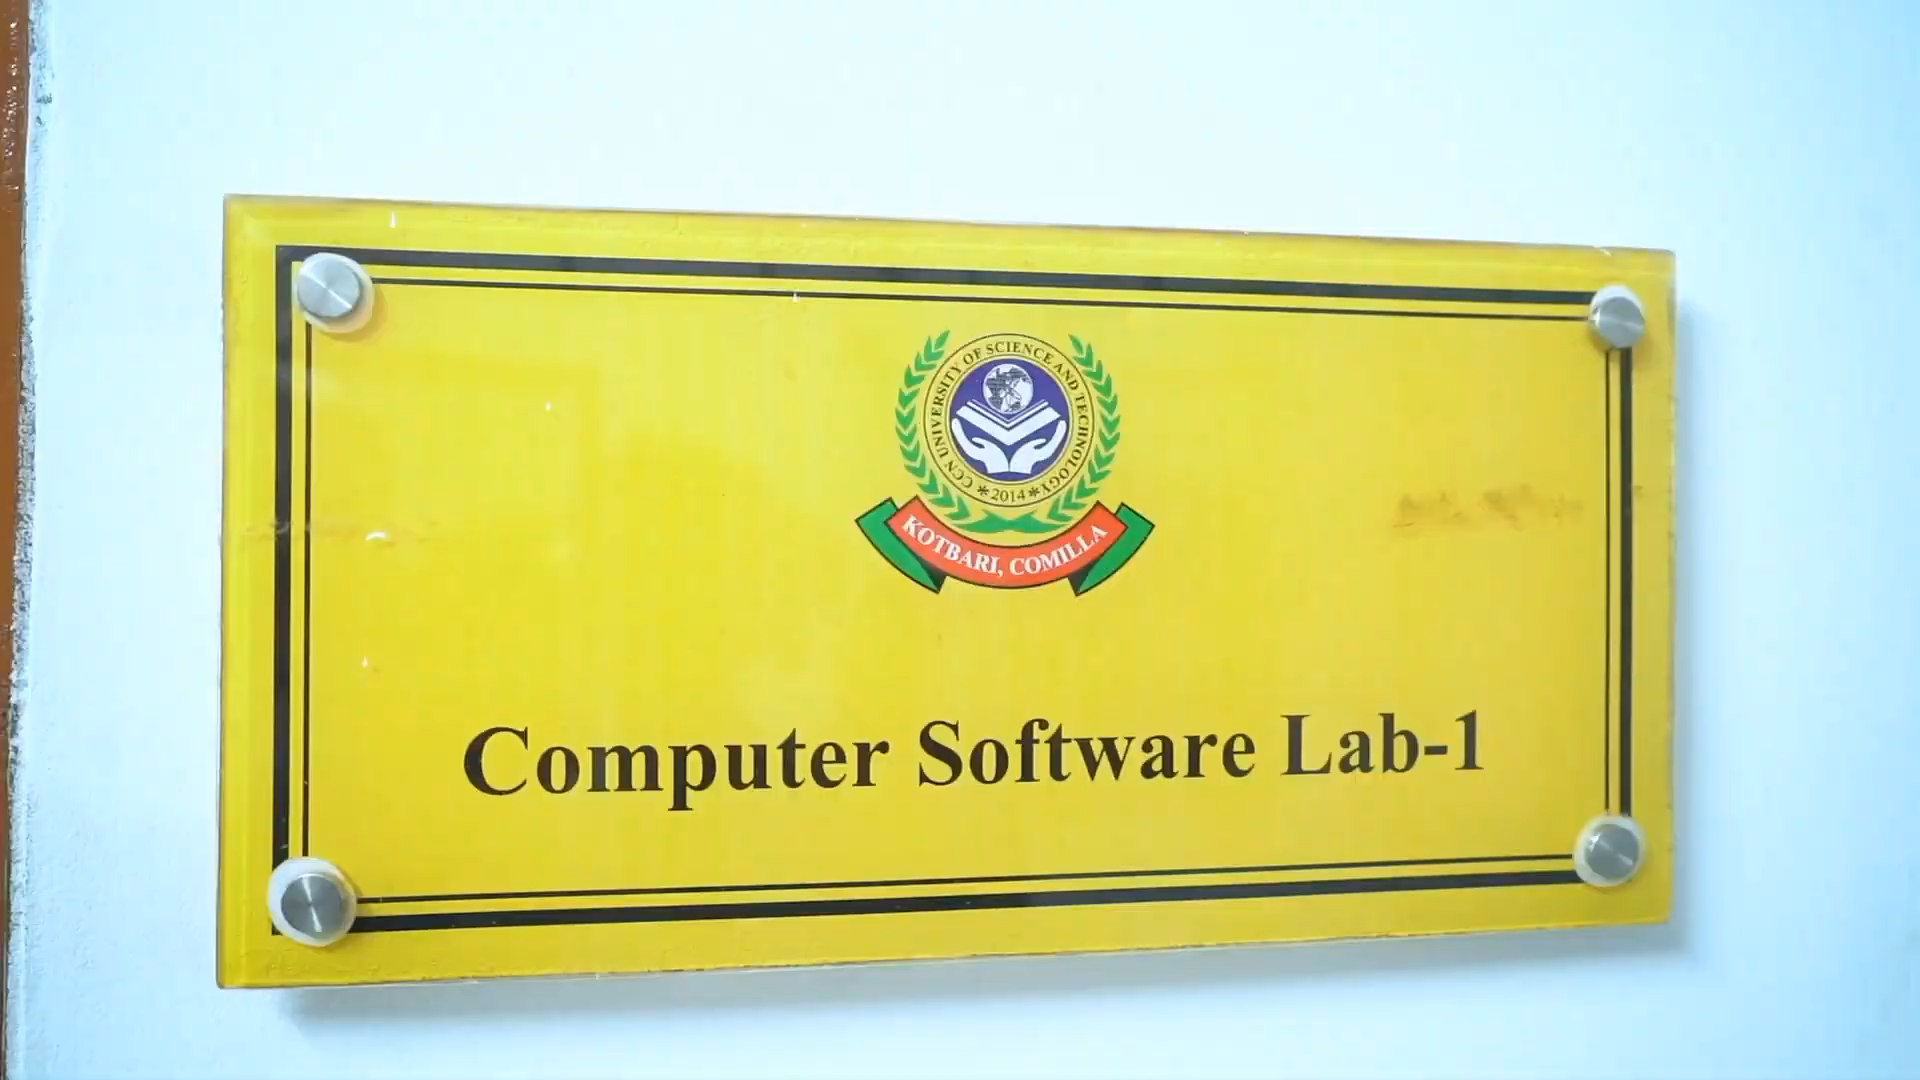 CCN UNIVERSITY OF SCIENCE AND TECHNOLOGY
* 2014 *
KOTBARI, COMILLA
Computer Software Lab-1